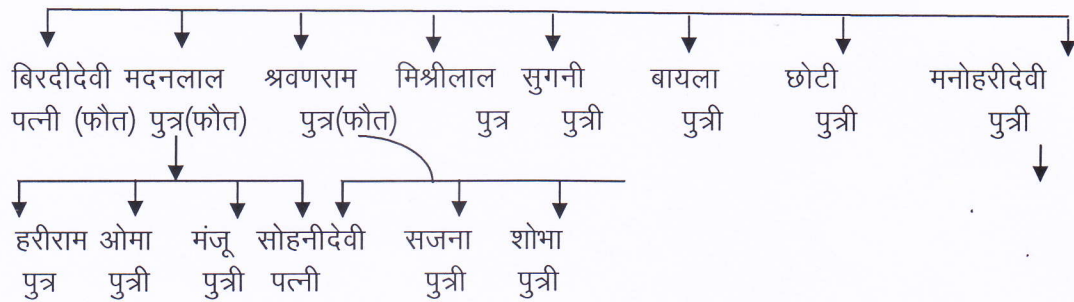 बिरदीदेवी मदनलाल श्रवणराम मिश्रीलाल सुगनी बायला छोटी मनोहरीदेवी
पत्नी (फौत) पुत्र(फौत) पुत्र(फौत) पुत्र पुत्री पुत्री पुत्री पुत्री
हरीराम ओमा मंजू सोहनीदेवी सजना शोभा
पुत्र पुत्री पुत्री पत्नी पुत्री पुत्री